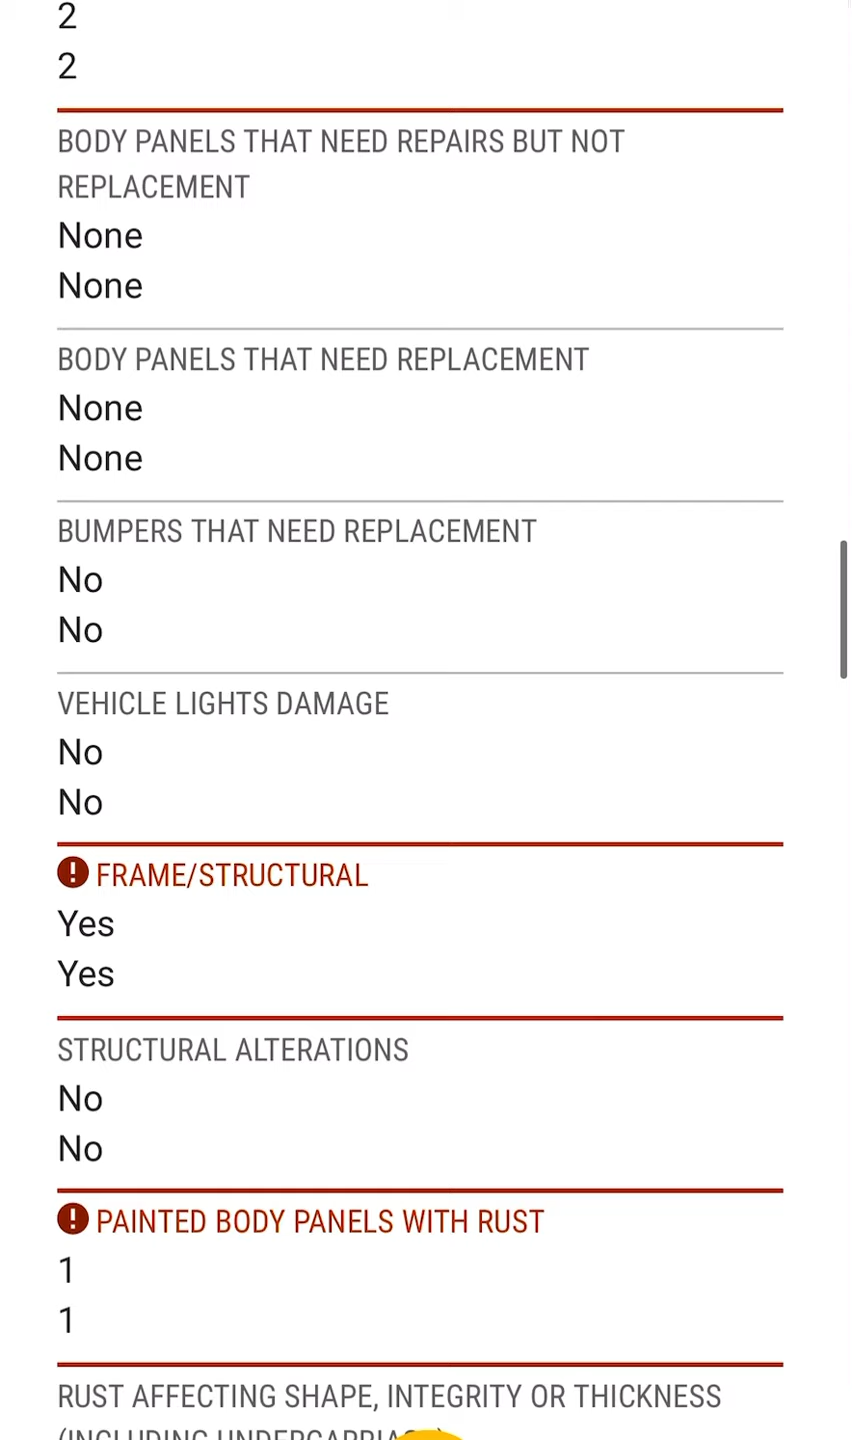 2
2
BODY PANELS THAT NEED REPAIRS BUT NOT
REPLACEMENT
None
None
BODY PANELS THAT NEED REPLACEMENT
None
None
BUMPERS THAT NEED REPLACEMENT
No
No
VEHICLE LIGHTS DAMAGE
No
No
FRAME/STRUCTURAL
Yes
Yes
STRUCTURAL ALTERATIONS
No
No
PAINTED BODY PANELS WITH RUST
1
1
RUST AFFECTING SHAPE, INTEGRITY OR THICKNESS
(INCLUDING